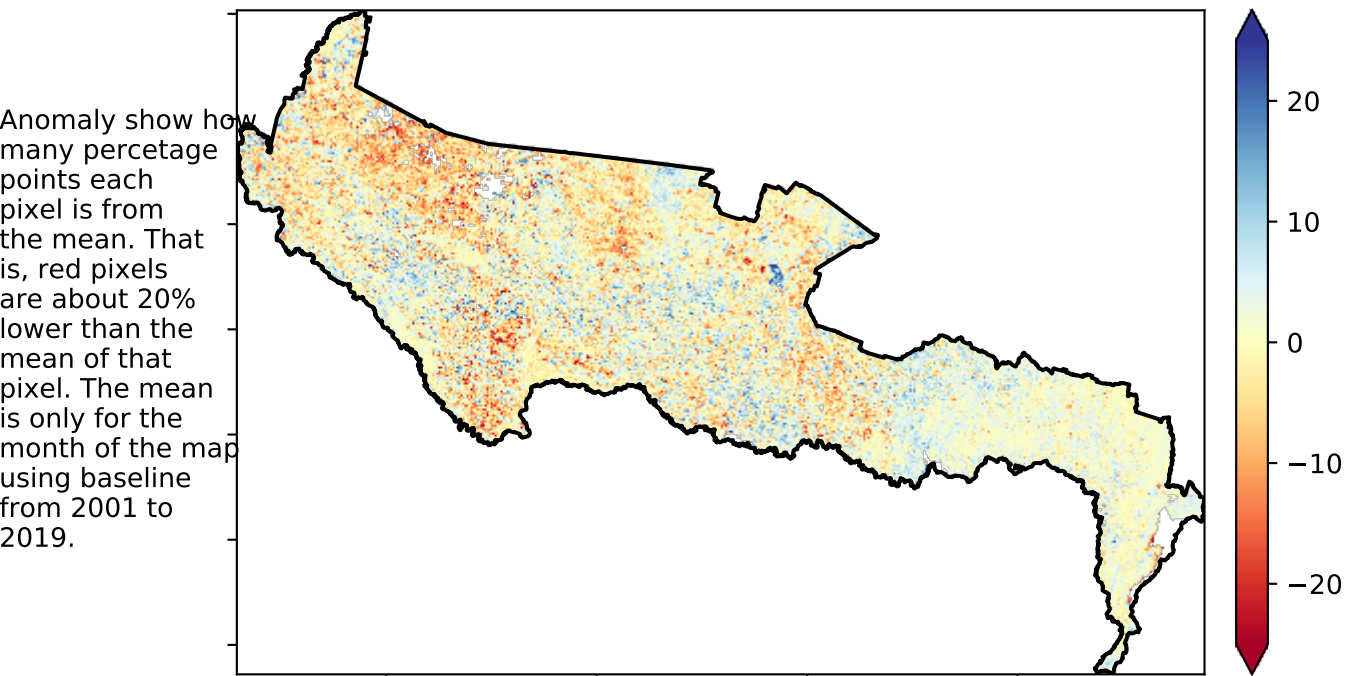 Anomaly show how
many percetage
points each
pixel is from
the mean. That
is, red pixels
are about 20%
lower than the
mean of that
pixel. The mean
is only for the
month of the map
using baseline
from 2001 to
2019.
20
10
0
−10
−20